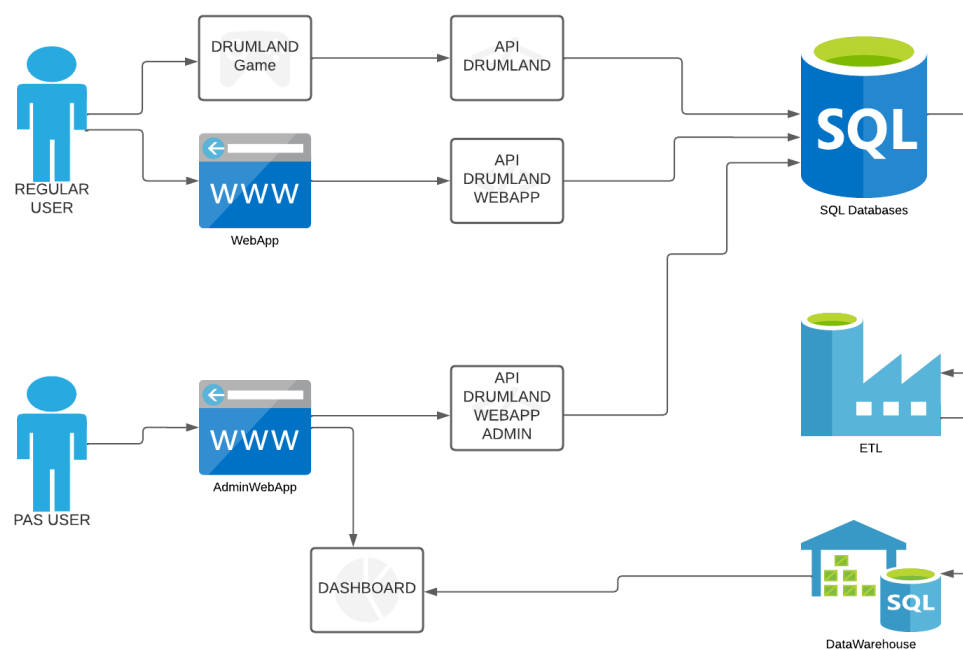 DRUMLAND
Game
API
DRUMLAND
SQL
SQL Databases
REGULAR
USER
WWW
WebApp
API
DRUMLAND
WEBAPP
PAS USER
WWW
AdminWebApp
API
DRUMLAND
WEBAPP
ADMIN
ETL
DASHBOARD
SQL
DataWarehouse